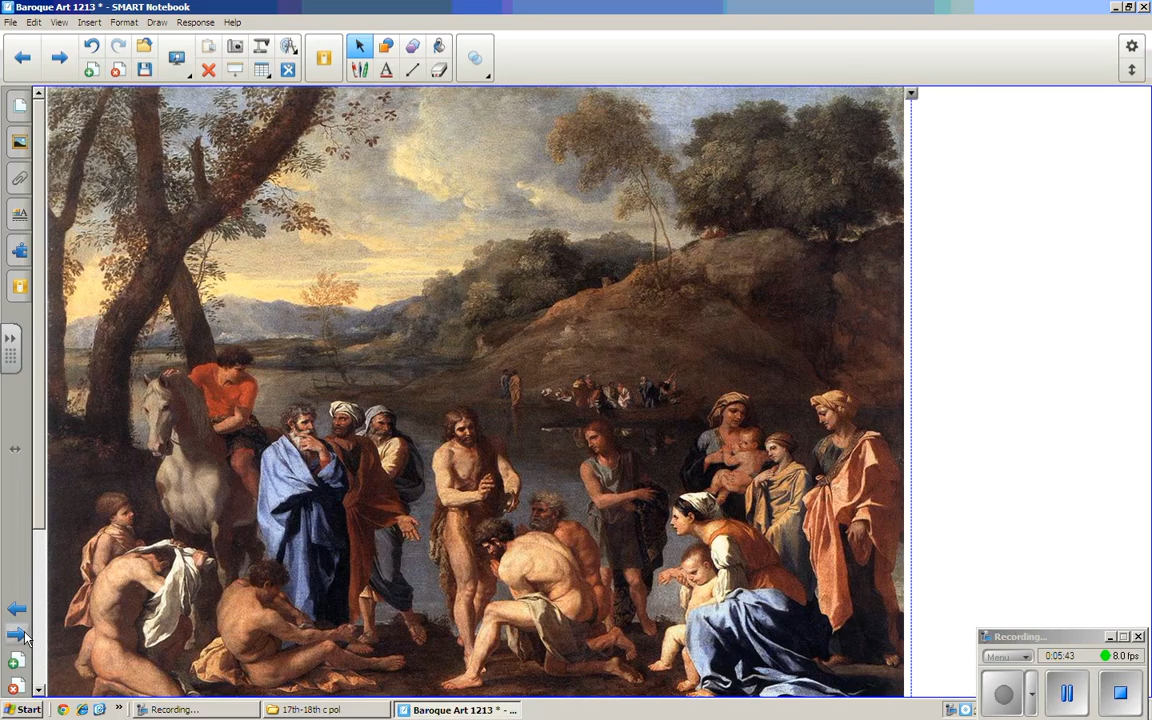 Baroque Art 1213 * - SMART Notebook
File Edit View Insert Format Draw Response Help
Recording...
Menu 0:05:43 8.0 fps
Start Recording... 17th-18th c pol Baroque Art 1213 * - ...